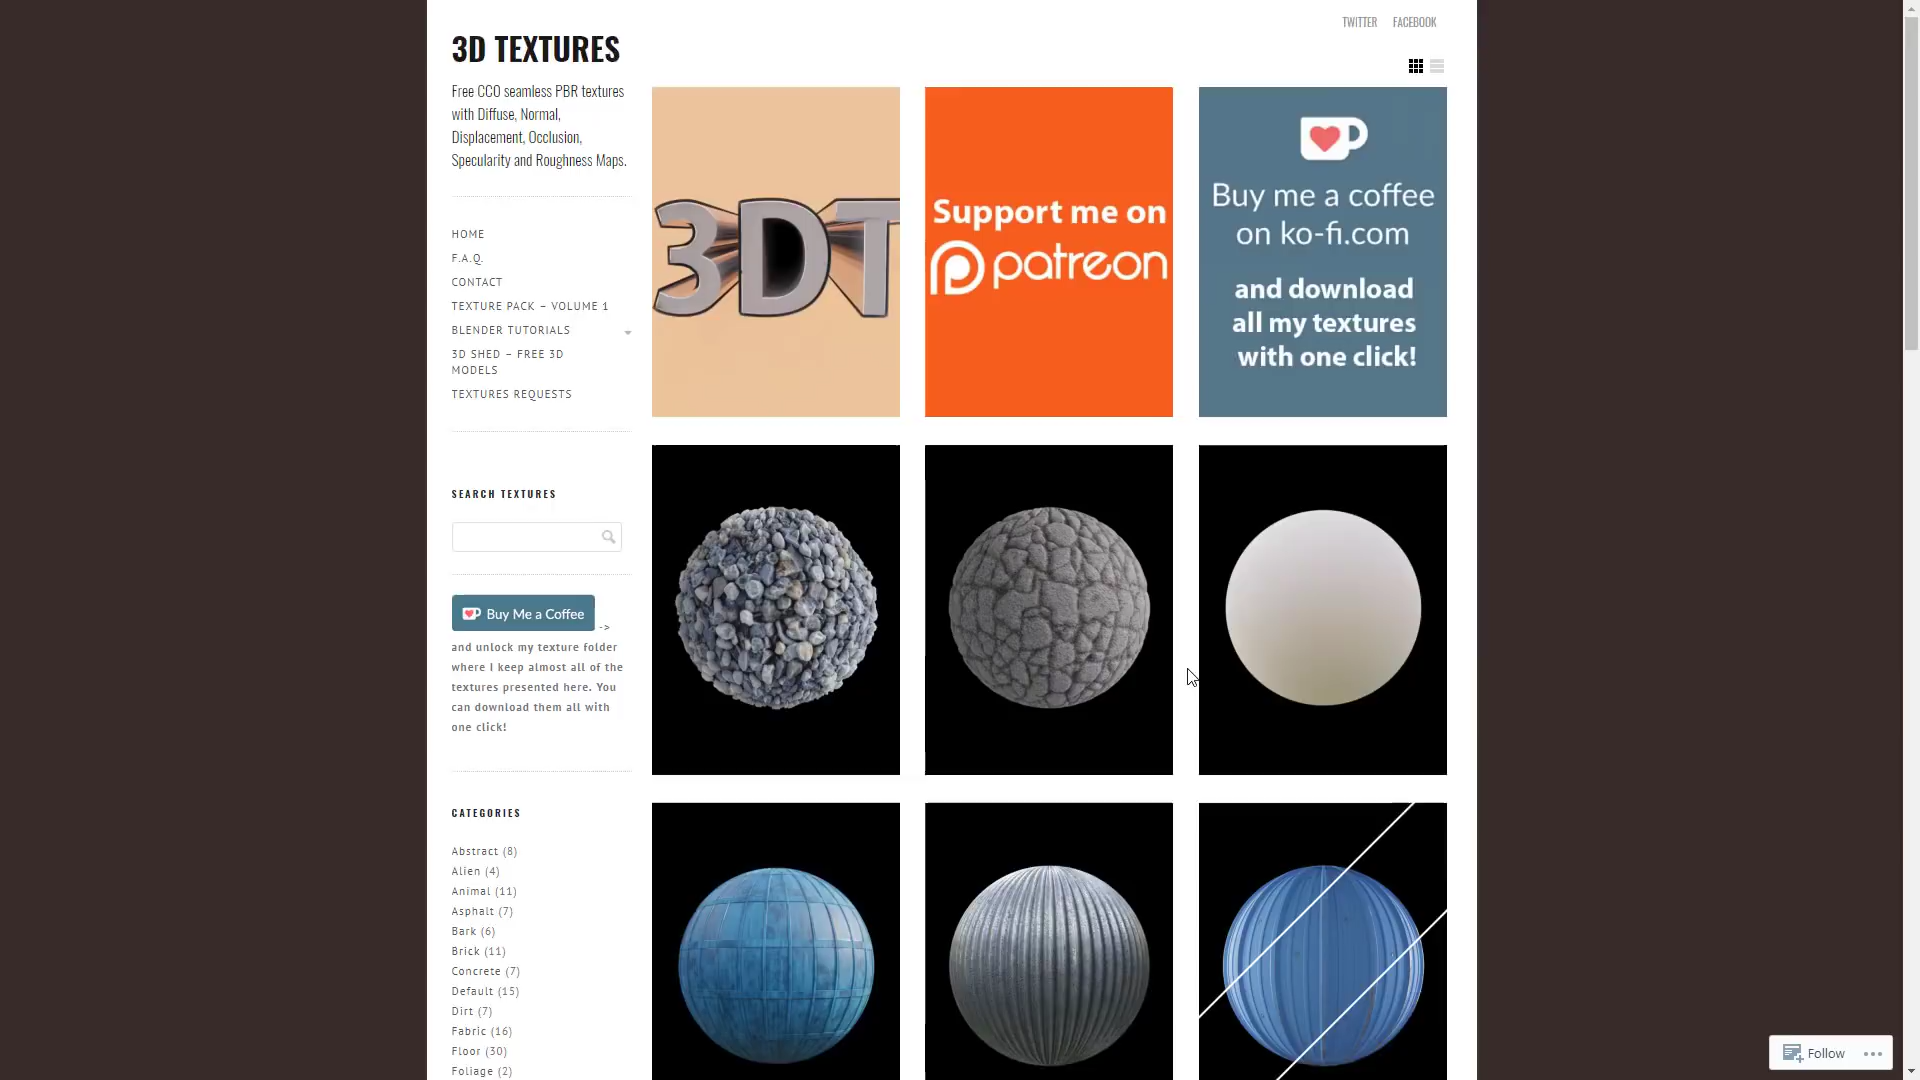 TWITTER FACEBOOK
3D TEXTURES
Free CC0 seamless PBR textures
with Diffuse, Normal,
Displacement, Occlusion,
Specularity and Roughness Maps.
HOME
F.A.Q.
CONTACT
TEXTURE PACK – VOLUME 1
BLENDER TUTORIALS
3D SHED – FREE 3D
MODELS
TEXTURES REQUESTS
SEARCH TEXTURES
Buy Me a Coffee ->
and unlock my texture folder
where I keep almost all of the
textures presented here. You
can download them all with
one click!
CATEGORIES
Abstract (8)
Alien (4)
Animal (11)
Asphalt (7)
Bark (6)
Brick (11)
Concrete (7)
Default (15)
Dirt (7)
Fabric (16)
Floor (30)
Foliage (2)
3DT
Support me on
patreon
Buy me a coffee
on ko-fi.com
and download
all my textures
with one click!
Follow